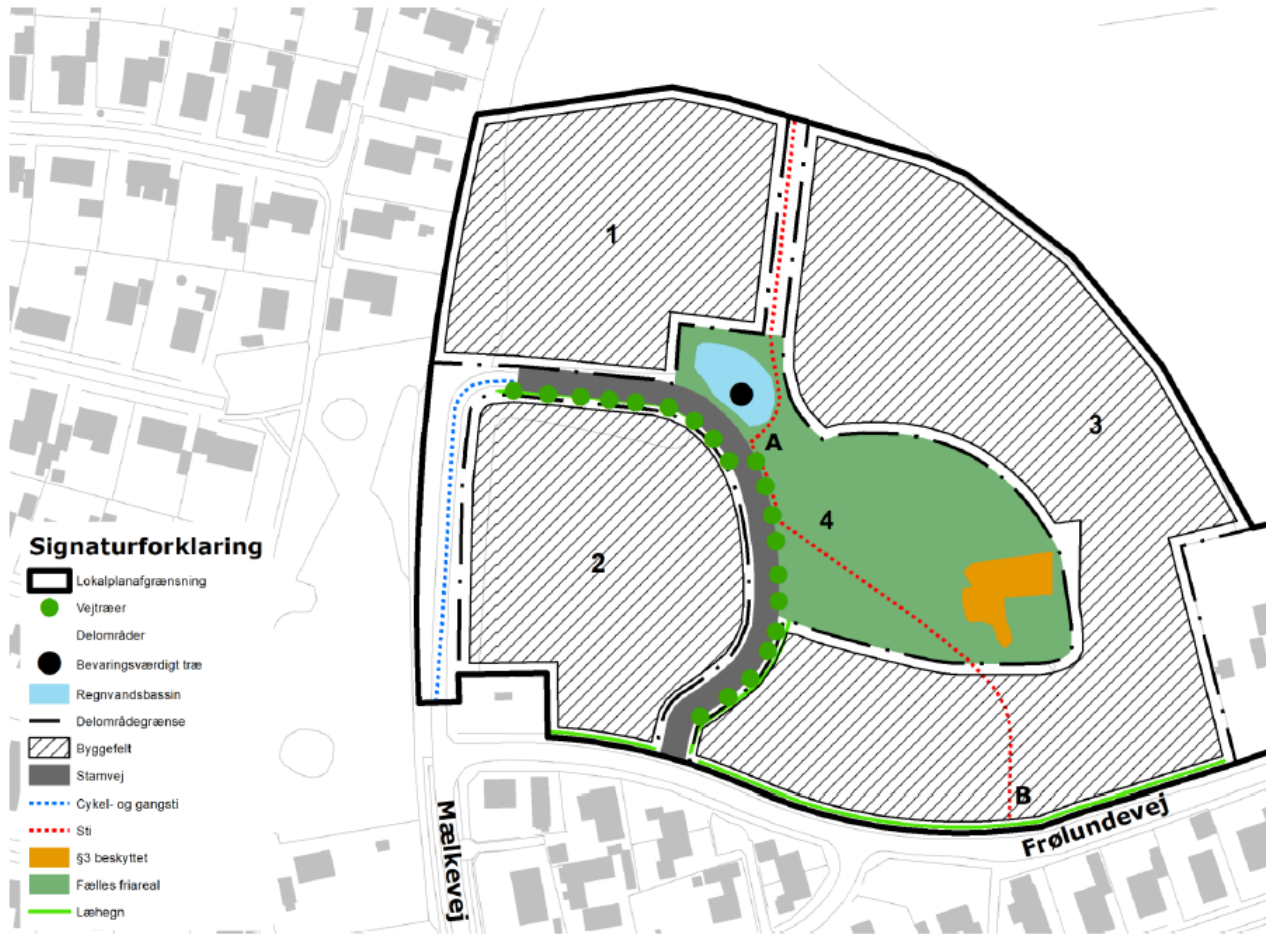 1
3
A
4
2
B
Mælkevej
Frølundevej
Signaturforklaring
Lokalplanafgrænsning
Vejtræer
Delområder
Bevaringsværdigt træ
Regnvandsbassin
Delområdegrænse
Byggefelt
Stamvej
Cykel- og gangsti
Sti
§3 beskyttet
Fælles friareal
Læhegn